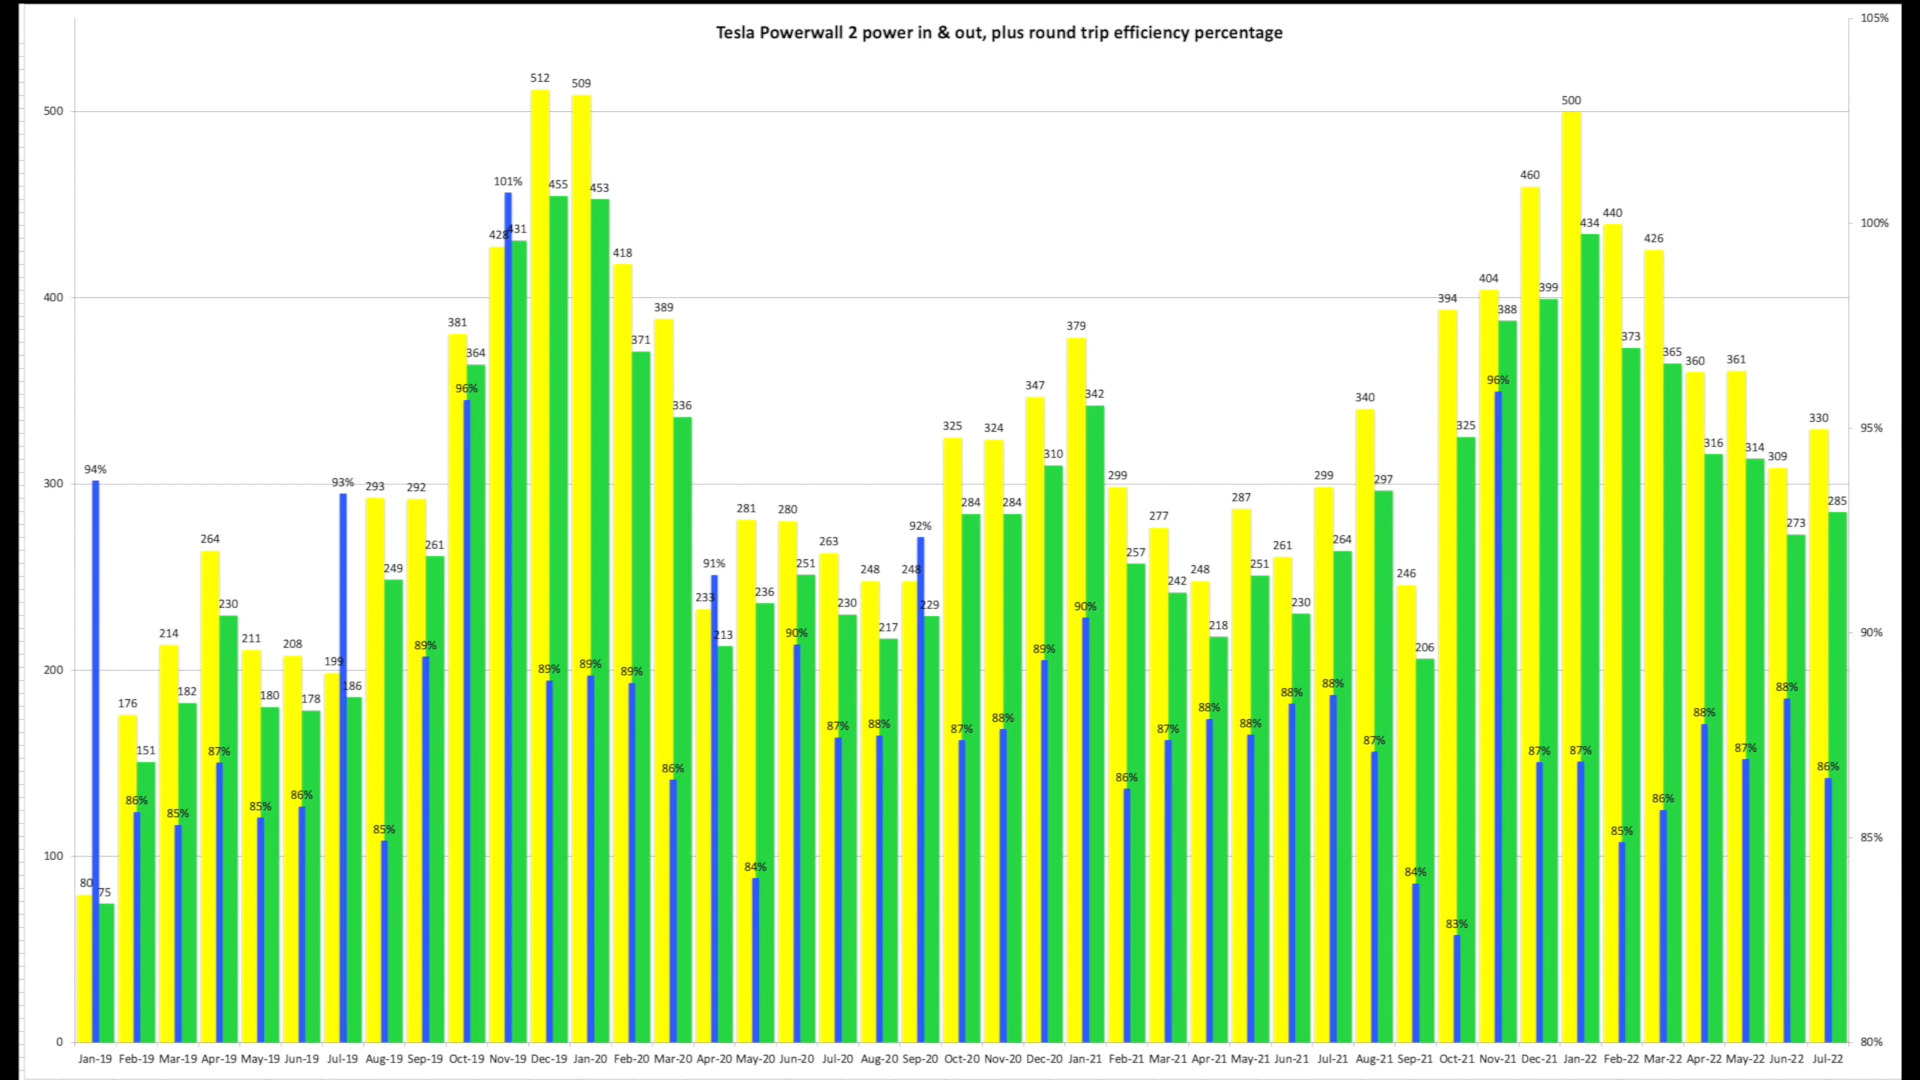 Tesla Powerwall 2 power in & out, plus round trip efficiency percentage
105%
100%
95%
90%
85%
80%
500
400
300
200
100
0
80 75 94%
176 151 86%
214 182 85%
264 230 87%
211 180 85%
208 178 86%
199 186 93%
293 249 85%
292 261 89%
381 364 96%
428 431 101%
512 455 89%
509 453 89%
418 371 89%
389 336 86%
233 213 91%
281 236 84%
280 251 90%
263 230 87%
248 217 88%
248 229 92%
325 284 87%
324 284 88%
347 310 89%
379 342 90%
299 257 86%
277 242 87%
248 218 88%
287 251 88%
261 230 88%
299 264 88%
340 297 87%
246 206 84%
394 325 83%
404 388 96%
460 399 87%
500 434 87%
440 373 85%
426 365 86%
360 316 88%
361 314 87%
309 273 88%
330 285 86%
Jan-19 Feb-19 Mar-19 Apr-19 May-19 Jun-19 Jul-19 Aug-19 Sep-19 Oct-19 Nov-19 Dec-19 Jan-20 Feb-20 Mar-20 Apr-20 May-20 Jun-20 Jul-20 Aug-20 Sep-20 Oct-20 Nov-20 Dec-20 Jan-21 Feb-21 Mar-21 Apr-21 May-21 Jun-21 Jul-21 Aug-21 Sep-21 Oct-21 Nov-21 Dec-21 Jan-22 Feb-22 Mar-22 Apr-22 May-22 Jun-22 Jul-22